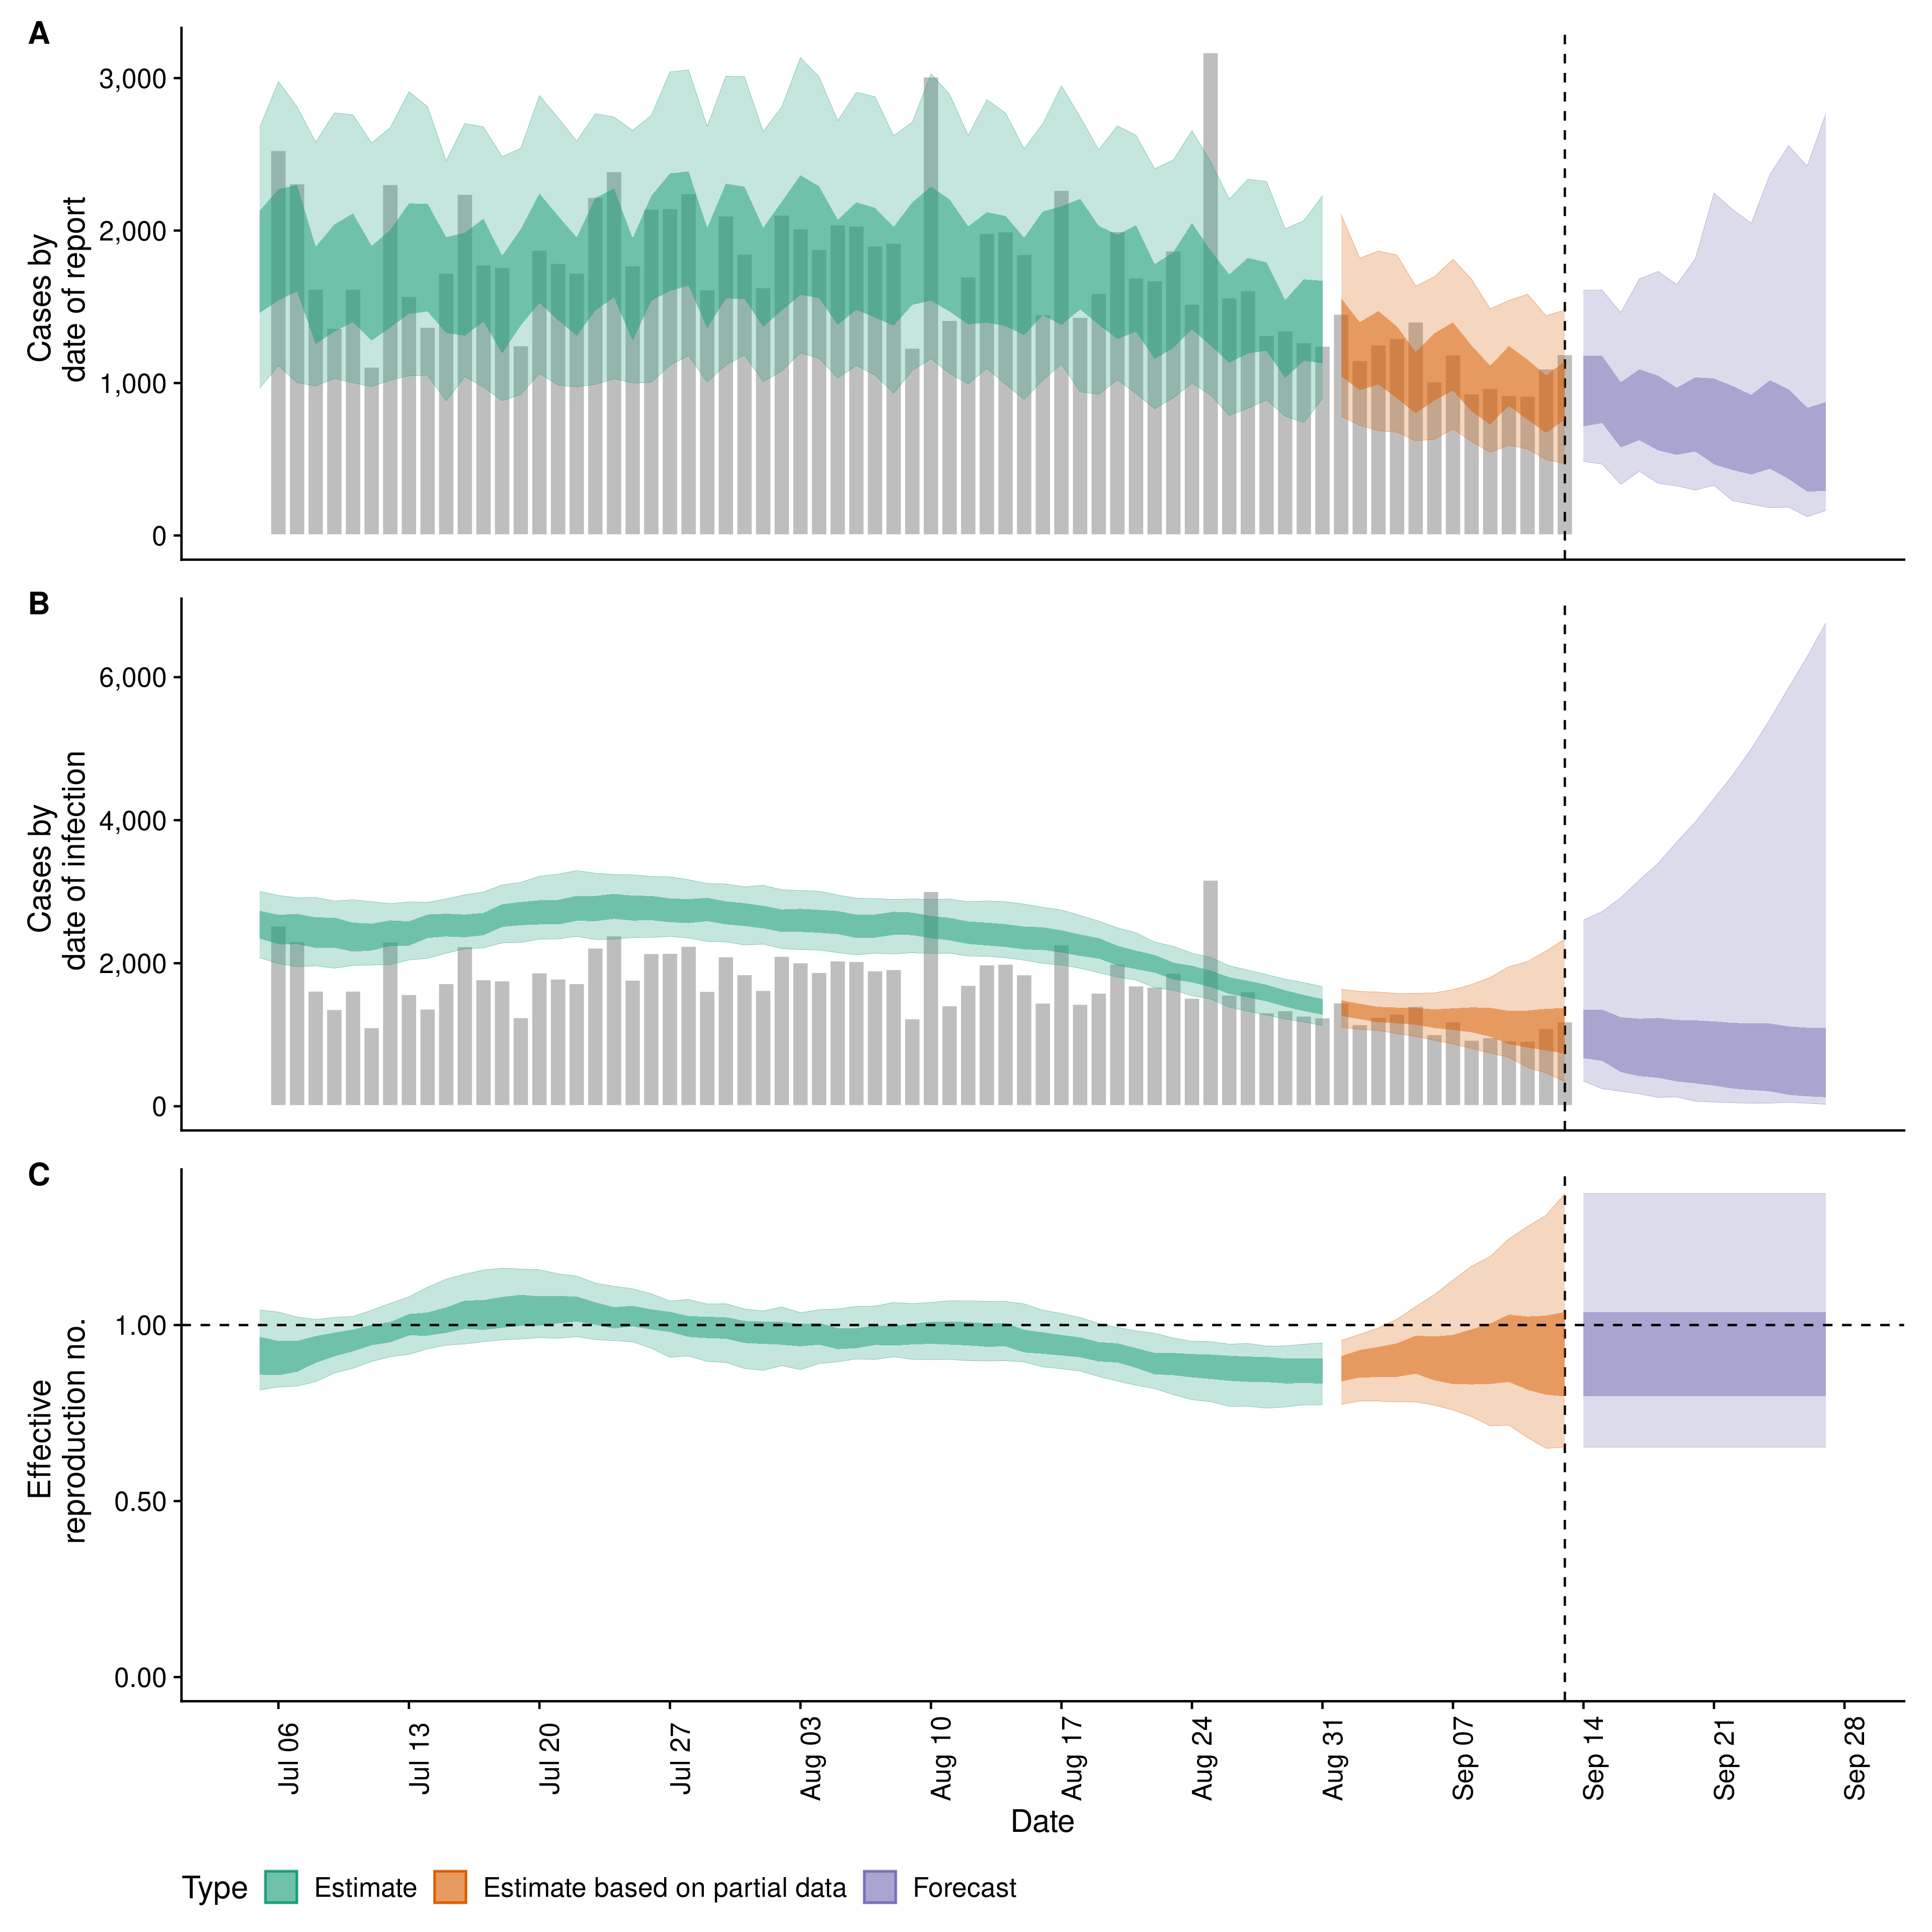 A
Cases by
date of report
3,000
2,000
1,000
0
B
Cases by
date of infection
6,000
4,000
2,000
0
C
Effective
reproduction no.
1.00
0.50
0.00
Jul 06
Jul 13
Jul 20
Jul 27
Aug 03
Aug 10
Aug 17
Aug 24
Aug 31
Sep 07
Sep 14
Sep 21
Sep 28
Date
Type Estimate Estimate based on partial data Forecast